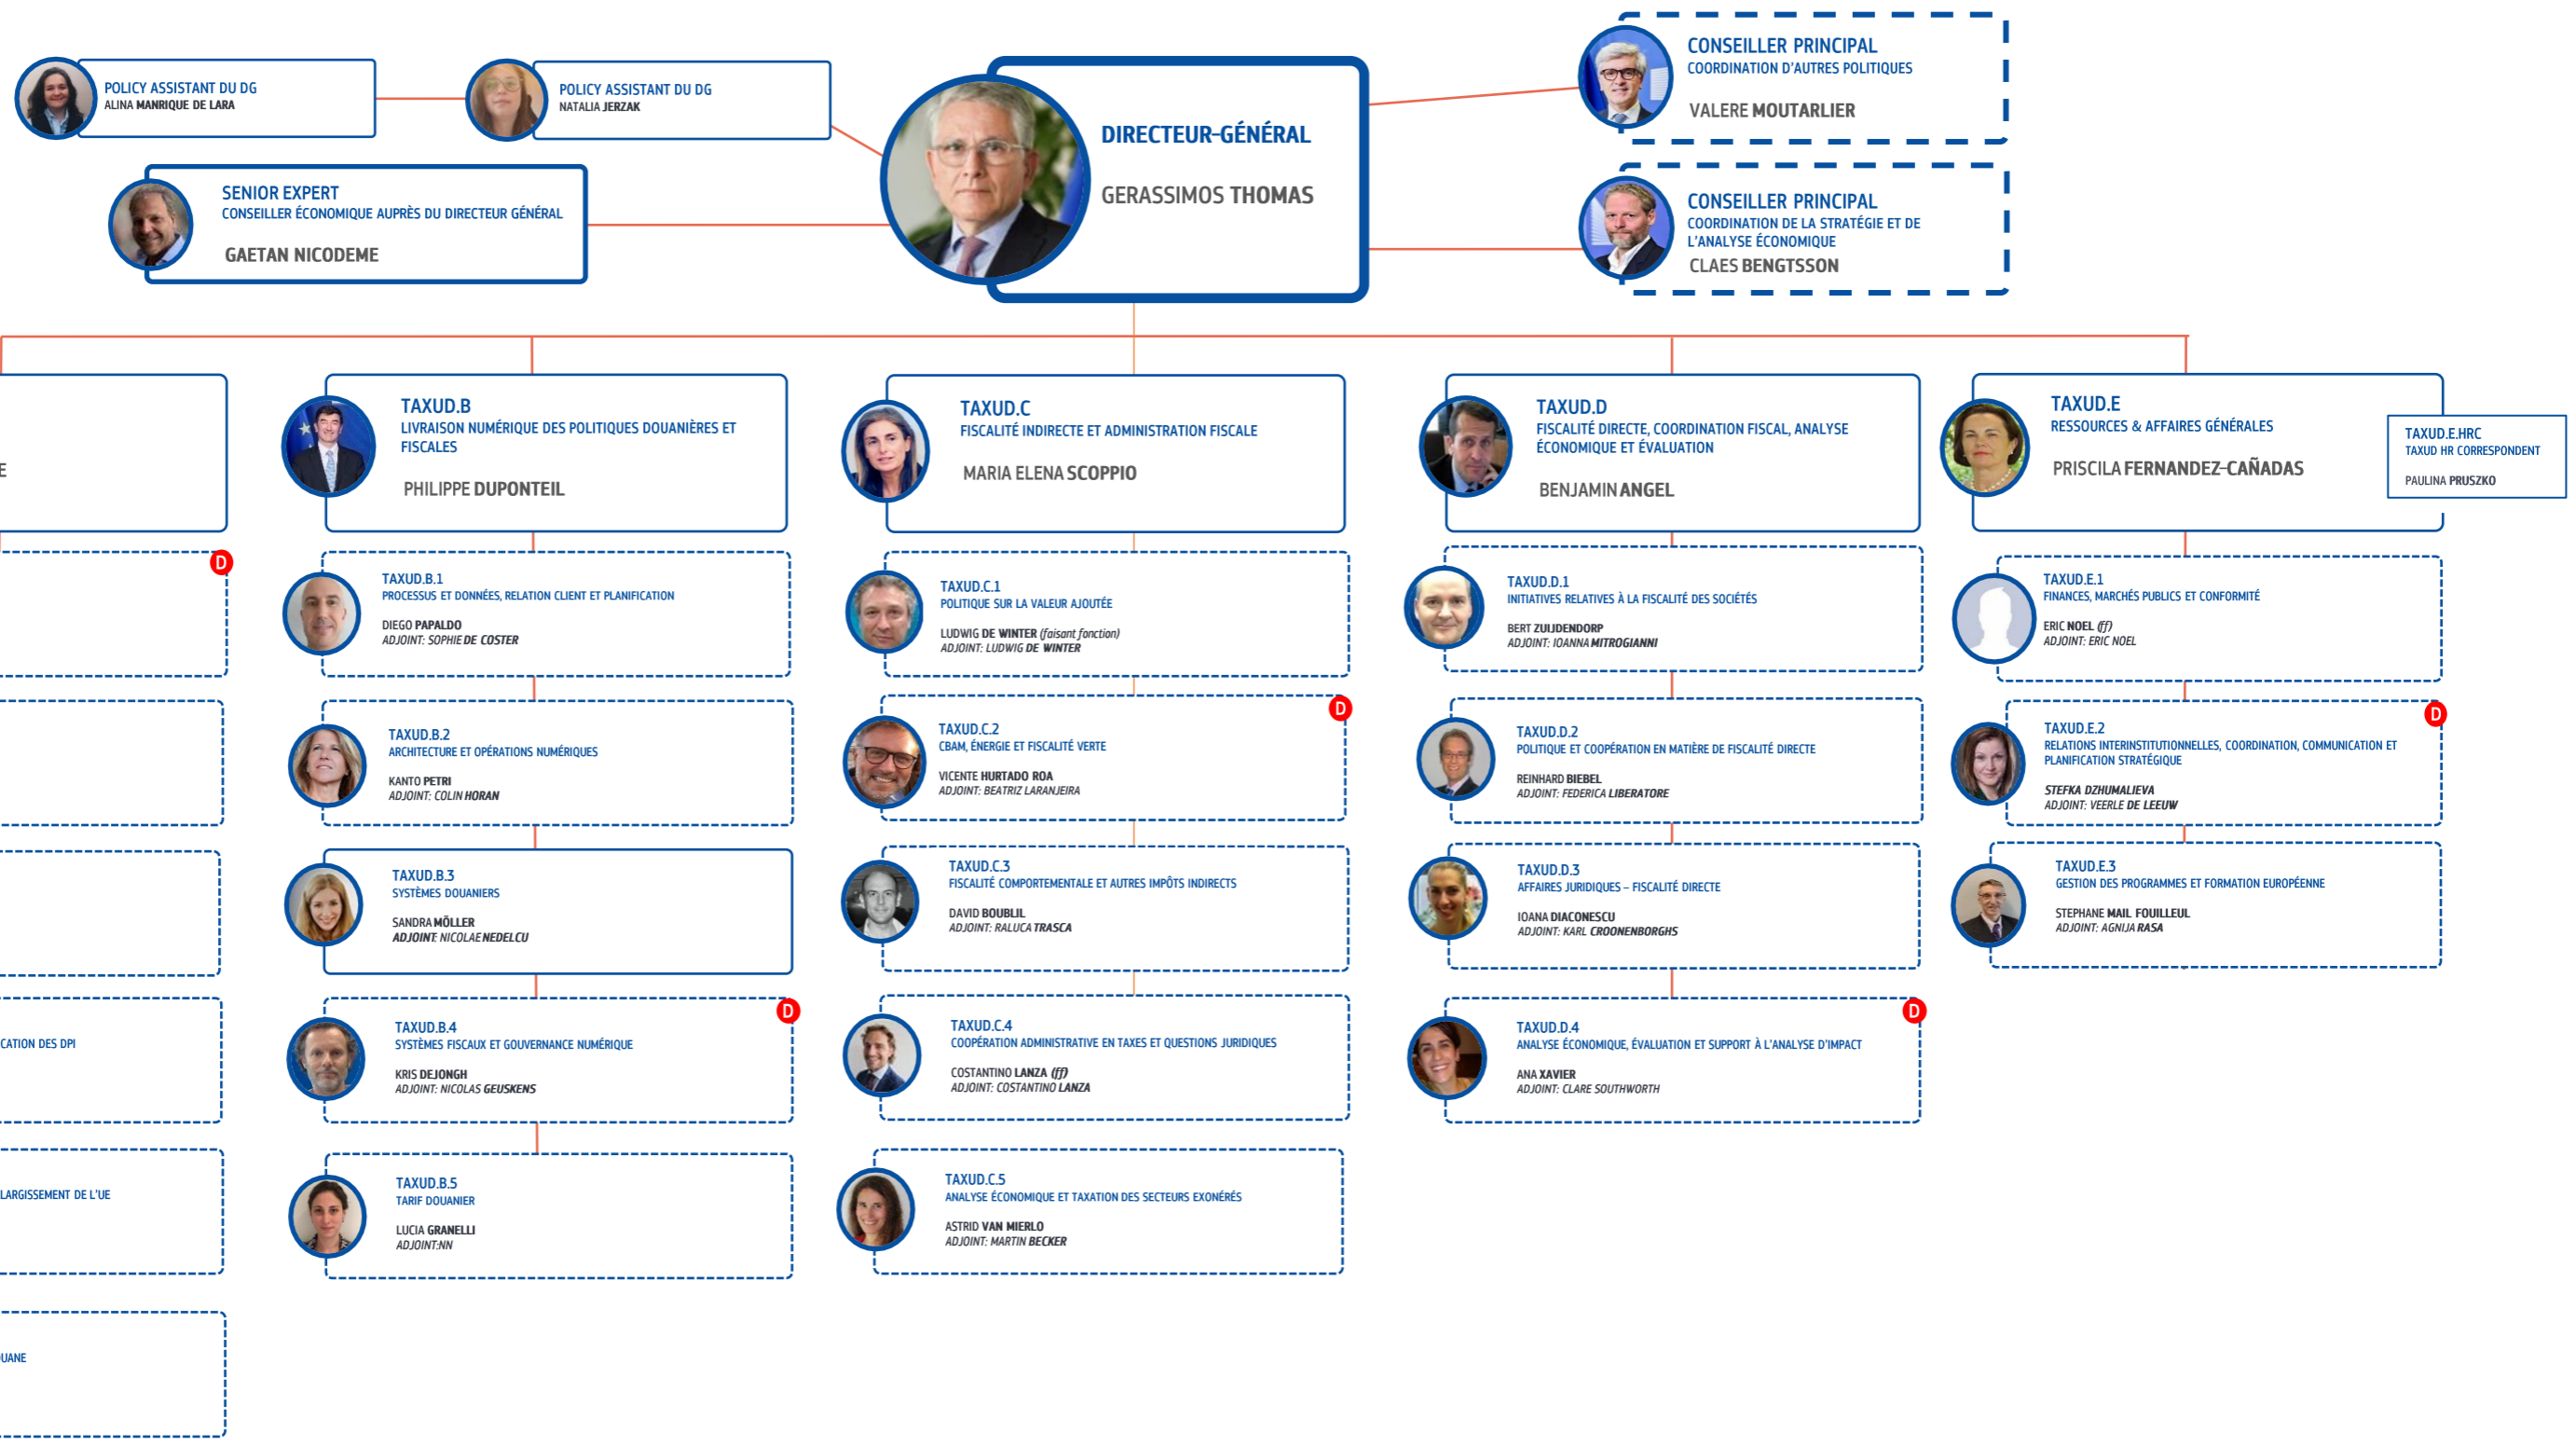 POLICY ASSISTANT DU DG
ALINA MANRIQUE DE LARA
POLICY ASSISTANT DU DG
NATALIA JERZAK
SENIOR EXPERT
CONSEILLER ÉCONOMIQUE AUPRÈS DU DIRECTEUR GÉNÉRAL
GAETAN NICODEME
DIRECTEUR-GÉNÉRAL
GERASSIMOS THOMAS
CONSEILLER PRINCIPAL
COORDINATION D'AUTRES POLITIQUES
VALERE MOUTARLIER
CONSEILLER PRINCIPAL
COORDINATION DE LA STRATÉGIE ET DE
L'ANALYSE ÉCONOMIQUE
CLAES BENGTSSON
E
D
CATION DES DPI
LARGISSEMENT DE L'UE
UANE
TAXUD.B
LIVRAISON NUMÉRIQUE DES POLITIQUES DOUANIÈRES ET
FISCALES
PHILIPPE DUPONTEIL
TAXUD.B.1
PROCESSUS ET DONNÉES, RELATION CLIENT ET PLANIFICATION
DIEGO PAPALDO
ADJOINT: SOPHIE DE COSTER
TAXUD.B.2
ARCHITECTURE ET OPÉRATIONS NUMÉRIQUES
KANTO PETRI
ADJOINT: COLIN HORAN
TAXUD.B.3
SYSTÈMES DOUANIERS
SANDRA MÖLLER
ADJOINT: NICOLAE NEDELCU
D
TAXUD.B.4
SYSTÈMES FISCAUX ET GOUVERNANCE NUMÉRIQUE
KRIS DEJONGH
ADJOINT: NICOLAS GEUSKENS
TAXUD.B.5
TARIF DOUANIER
LUCIA GRANELLI
ADJOINT:NN
TAXUD.C
FISCALITÉ INDIRECTE ET ADMINISTRATION FISCALE
MARIA ELENA SCOPPIO
TAXUD.C.1
POLITIQUE SUR LA VALEUR AJOUTÉE
LUDWIG DE WINTER (faisant fonction)
ADJOINT: LUDWIG DE WINTER
D
TAXUD.C.2
CBAM, ÉNERGIE ET FISCALITÉ VERTE
VICENTE HURTADO ROA
ADJOINT: BEATRIZ LARANJEIRA
TAXUD.C.3
FISCALITÉ COMPORTEMENTALE ET AUTRES IMPÔTS INDIRECTS
DAVID BOUBLIL
ADJOINT: RALUCA TRASCA
TAXUD.C.4
COOPÉRATION ADMINISTRATIVE EN TAXES ET QUESTIONS JURIDIQUES
COSTANTINO LANZA (ff)
ADJOINT: COSTANTINO LANZA
TAXUD.C.5
ANALYSE ÉCONOMIQUE ET TAXATION DES SECTEURS EXONÉRÉS
ASTRID VAN MIERLO
ADJOINT: MARTIN BECKER
TAXUD.D
FISCALITÉ DIRECTE, COORDINATION FISCAL, ANALYSE
ÉCONOMIQUE ET ÉVALUATION
BENJAMIN ANGEL
TAXUD.D.1
INITIATIVES RELATIVES À LA FISCALITÉ DES SOCIÉTÉS
BERT ZUIJDENDORP
ADJOINT: IOANNA MITROGIANNI
TAXUD.D.2
POLITIQUE ET COOPÉRATION EN MATIÈRE DE FISCALITÉ DIRECTE
REINHARD BIEBEL
ADJOINT: FEDERICA LIBERATORE
TAXUD.D.3
AFFAIRES JURIDIQUES – FISCALITÉ DIRECTE
IOANA DIACONESCU
ADJOINT: KARL CROONENBORGHS
D
TAXUD.D.4
ANALYSE ÉCONOMIQUE, ÉVALUATION ET SUPPORT À L'ANALYSE D'IMPACT
ANA XAVIER
ADJOINT: CLARE SOUTHWORTH
TAXUD.E
RESSOURCES & AFFAIRES GÉNÉRALES
PRISCILA FERNANDEZ-CAÑADAS
TAXUD.E.HRC
TAXUD HR CORRESPONDENT
PAULINA PRUSZKO
TAXUD.E.1
FINANCES, MARCHÉS PUBLICS ET CONFORMITÉ
ERIC NOEL (ff)
ADJOINT: ERIC NOEL
D
TAXUD.E.2
RELATIONS INTERINSTITUTIONNELLES, COORDINATION, COMMUNICATION ET
PLANIFICATION STRATÉGIQUE
STEFKA DZHUMALIEVA
ADJOINT: VEERLE DE LEEUW
TAXUD.E.3
GESTION DES PROGRAMMES ET FORMATION EUROPÉENNE
STEPHANE MAIL FOUILLEUL
ADJOINT: AGNIJA RASA